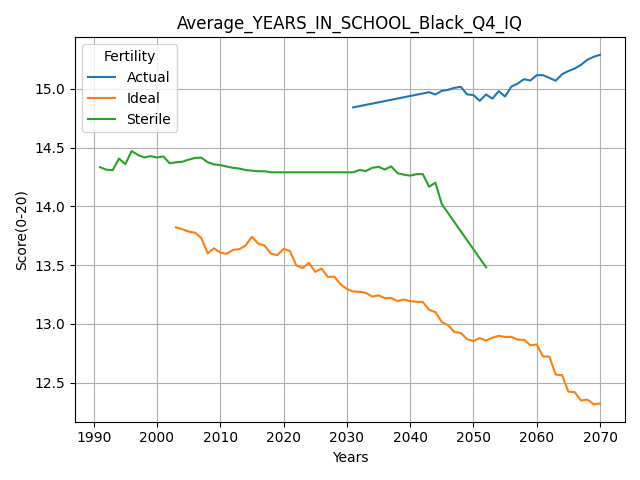 Average_YEARS_IN_SCHOOL_Black_Q4_IQ
Fertility
Actual
Ideal
Sterile
Score(0-20)
15.0
14.5
14.0
13.5
13.0
12.5
1990 2000 2010 2020 2030 2040 2050 2060 2070
Years